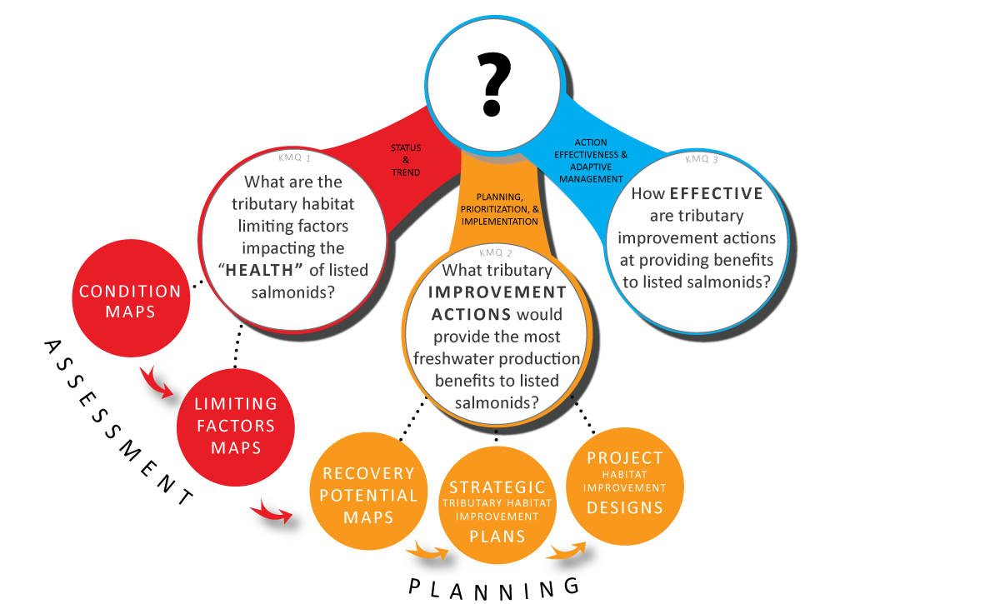 ?
STATUS
&
TREND
ACTION
EFFECTIVENESS &
ADAPTIVE
MANAGEMENT
PLANNING,
PRIORITIZATION, &
IMPLEMENTATION
KMQ 1
What are the
tributary habitat
limiting factors
impacting the
“HEALTH” of listed
salmonids?
KMQ 2
What tributary
IMPROVEMENT
ACTIONS would
provide the most
freshwater production
benefits to listed
salmonids?
KMQ 3
How EFFECTIVE
are tributary
improvement actions
at providing benefits
to listed salmonids?
CONDITION
MAPS
LIMITING
FACTORS
MAPS
ASSESSMENT
RECOVERY
POTENTIAL
MAPS
STRATEGIC
TRIBUTARY HABITAT
IMPROVEMENT
PLANS
PROJECT
HABITAT
IMPROVEMENT
DESIGNS
PLANNING